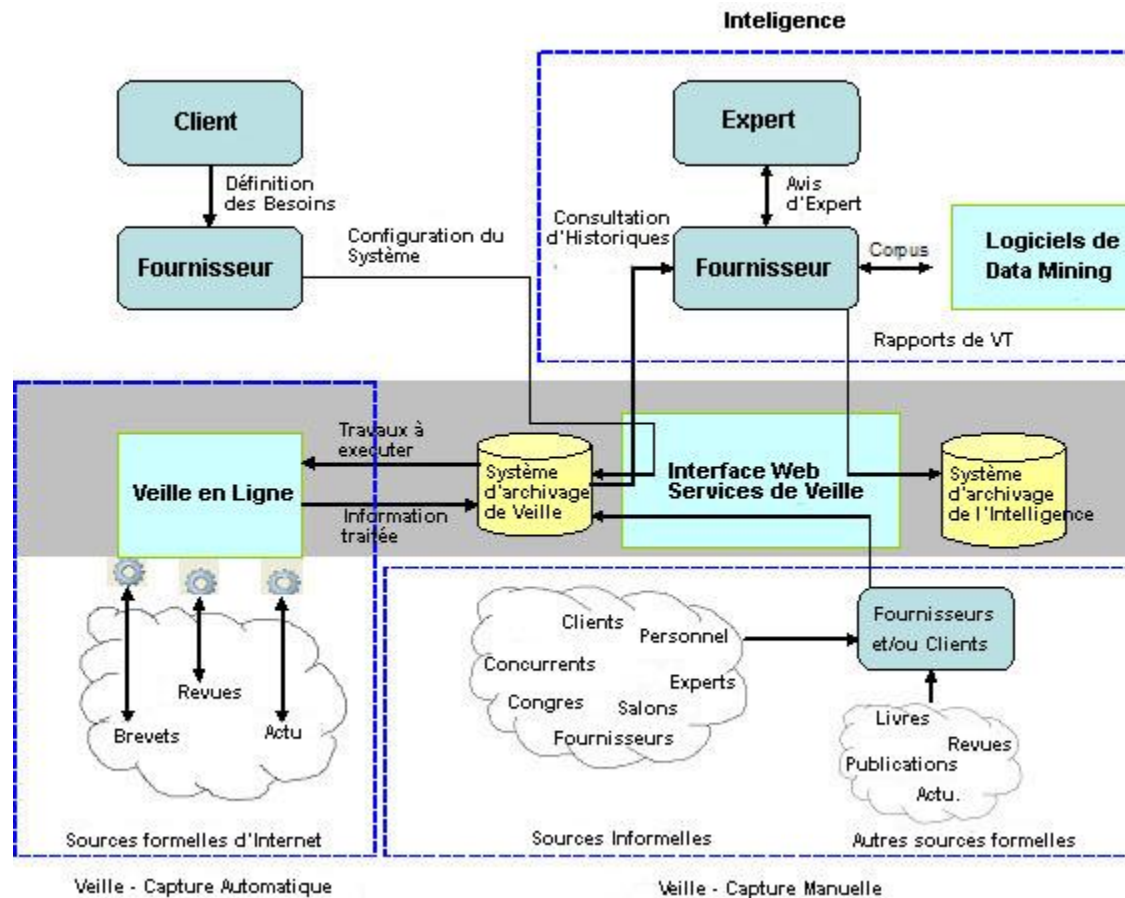 Inteligence
Client
Expert
Définition
des Besoins
Avis
d'Expert
Configuration du
Système
Consultation
d'Historiques
Fournisseur
Fournisseur
Corpus
Logiciels de
Data Mining
Rapports de VT
Travaux à
executer
Veille en Ligne
Information
traitée
Système
d'archivage
de Veille
Interface Web
Services de Veille
Système
d'archivage
de l'Intelligence
Brevets
Revues
Actu
Clients
Personnel
Concurrents
Experts
Congres
Salons
Fournisseurs
Fournisseurs
et/ou Clients
Livres
Revues
Publications
Actu.
Sources formelles d'Internet
Sources Informelles
Autres sources formelles
Veille - Capture Automatique
Veille - Capture Manuelle